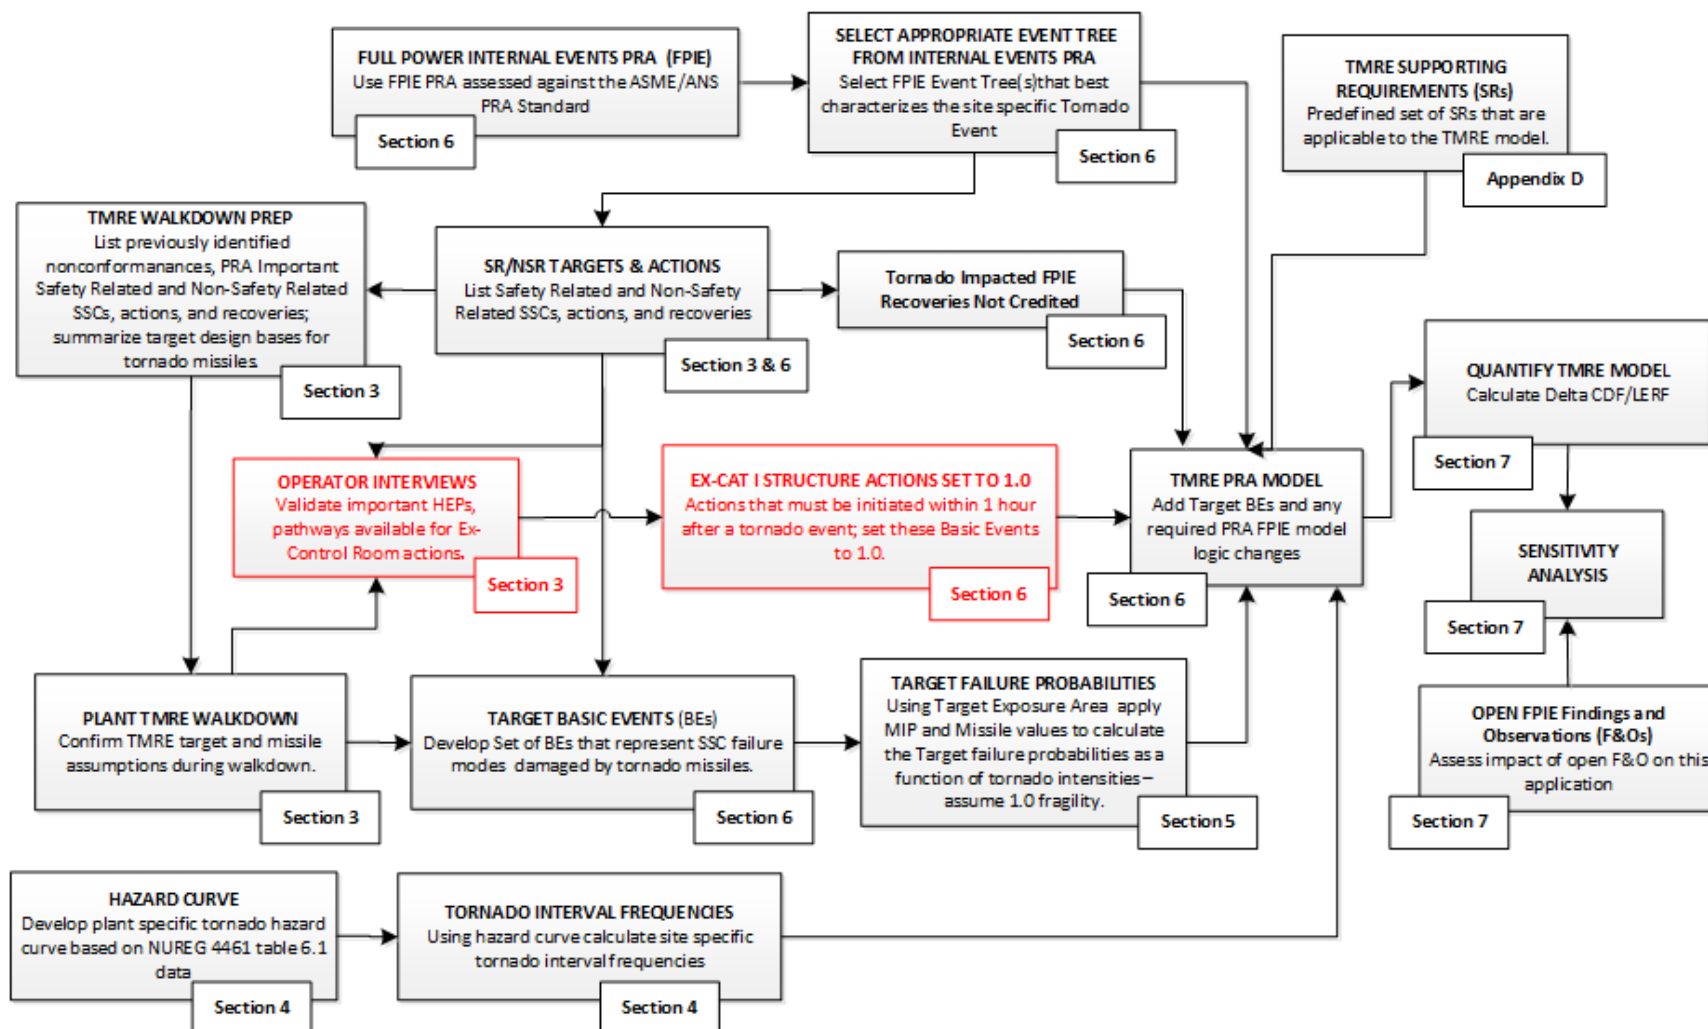 FULL POWER INTERNAL EVENTS PRA (FPIE)
Use FPIE PRA assessed against the ASME/ANS
PRA Standard
Section 6
SELECT APPROPRIATE EVENT TREE
FROM INTERNAL EVENTS PRA
Select FPIE Event Tree(s)that best
characterizes the site specific Tornado
Event
Section 6
TMRE SUPPORTING
REQUIREMENTS (SRs)
Predefined set of SRs that are
applicable to the TMRE model.
Appendix D
TMRE WALKDOWN PREP
List previously identified
nonconformanances, PRA Important
Safety Related and Non-Safety Related
SSCs, actions, and recoveries;
summarize target design bases for
tornado missiles.
Section 3
SR/NSR TARGETS & ACTIONS
List Safety Related and Non-Safety
Related SSCs, actions, and recoveries
Section 3 & 6
Tornado Impacted FPIE
Recoveries Not Credited
Section 6
QUANTIFY TMRE MODEL
Calculate Delta CDF/LERF
Section 7
OPERATOR INTERVIEWS
Validate important HEPs,
pathways available for Ex-
Control Room actions.
Section 3
EX-CAT I STRUCTURE ACTIONS SET TO 1.0
Actions that must be initiated within 1 hour
after a tornado event; set these Basic Events
to 1.0.
Section 6
TMRE PRA MODEL
Add Target BEs and any
required PRA FPIE model
logic changes
Section 6
SENSITIVITY
ANALYSIS
Section 7
PLANT TMRE WALKDOWN
Confirm TMRE target and missile
assumptions during walkdown.
Section 3
TARGET BASIC EVENTS (BEs)
Develop Set of BEs that represent SSC failure
modes damaged by tornado missiles.
Section 6
TARGET FAILURE PROBABILITIES
Using Target Exposure Area apply
MIP and Missile values to calculate
the Target failure probabilities as a
function of tornado intensities –
assume 1.0 fragility.
Section 5
OPEN FPIE Findings and
Observations (F&Os)
Assess impact of open F&O on this
application
Section 7
HAZARD CURVE
Develop plant specific tornado hazard
curve based on NUREG 4461 table 6.1
data
Section 4
TORNADO INTERVAL FREQUENCIES
Using hazard curve calculate site specific
tornado interval frequencies
Section 4